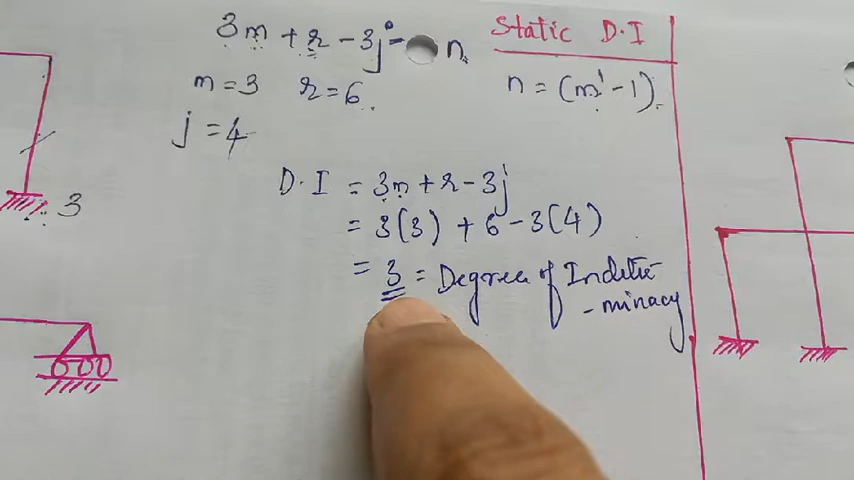 3m + r - 3j - n
Static D.I
m = 3 r = 6
n = (m' - 1)
j = 4
D.I = 3m + r - 3j
= 3(3) + 6 - 3(4)
3
= 3 = Degree of Indete
- minacy